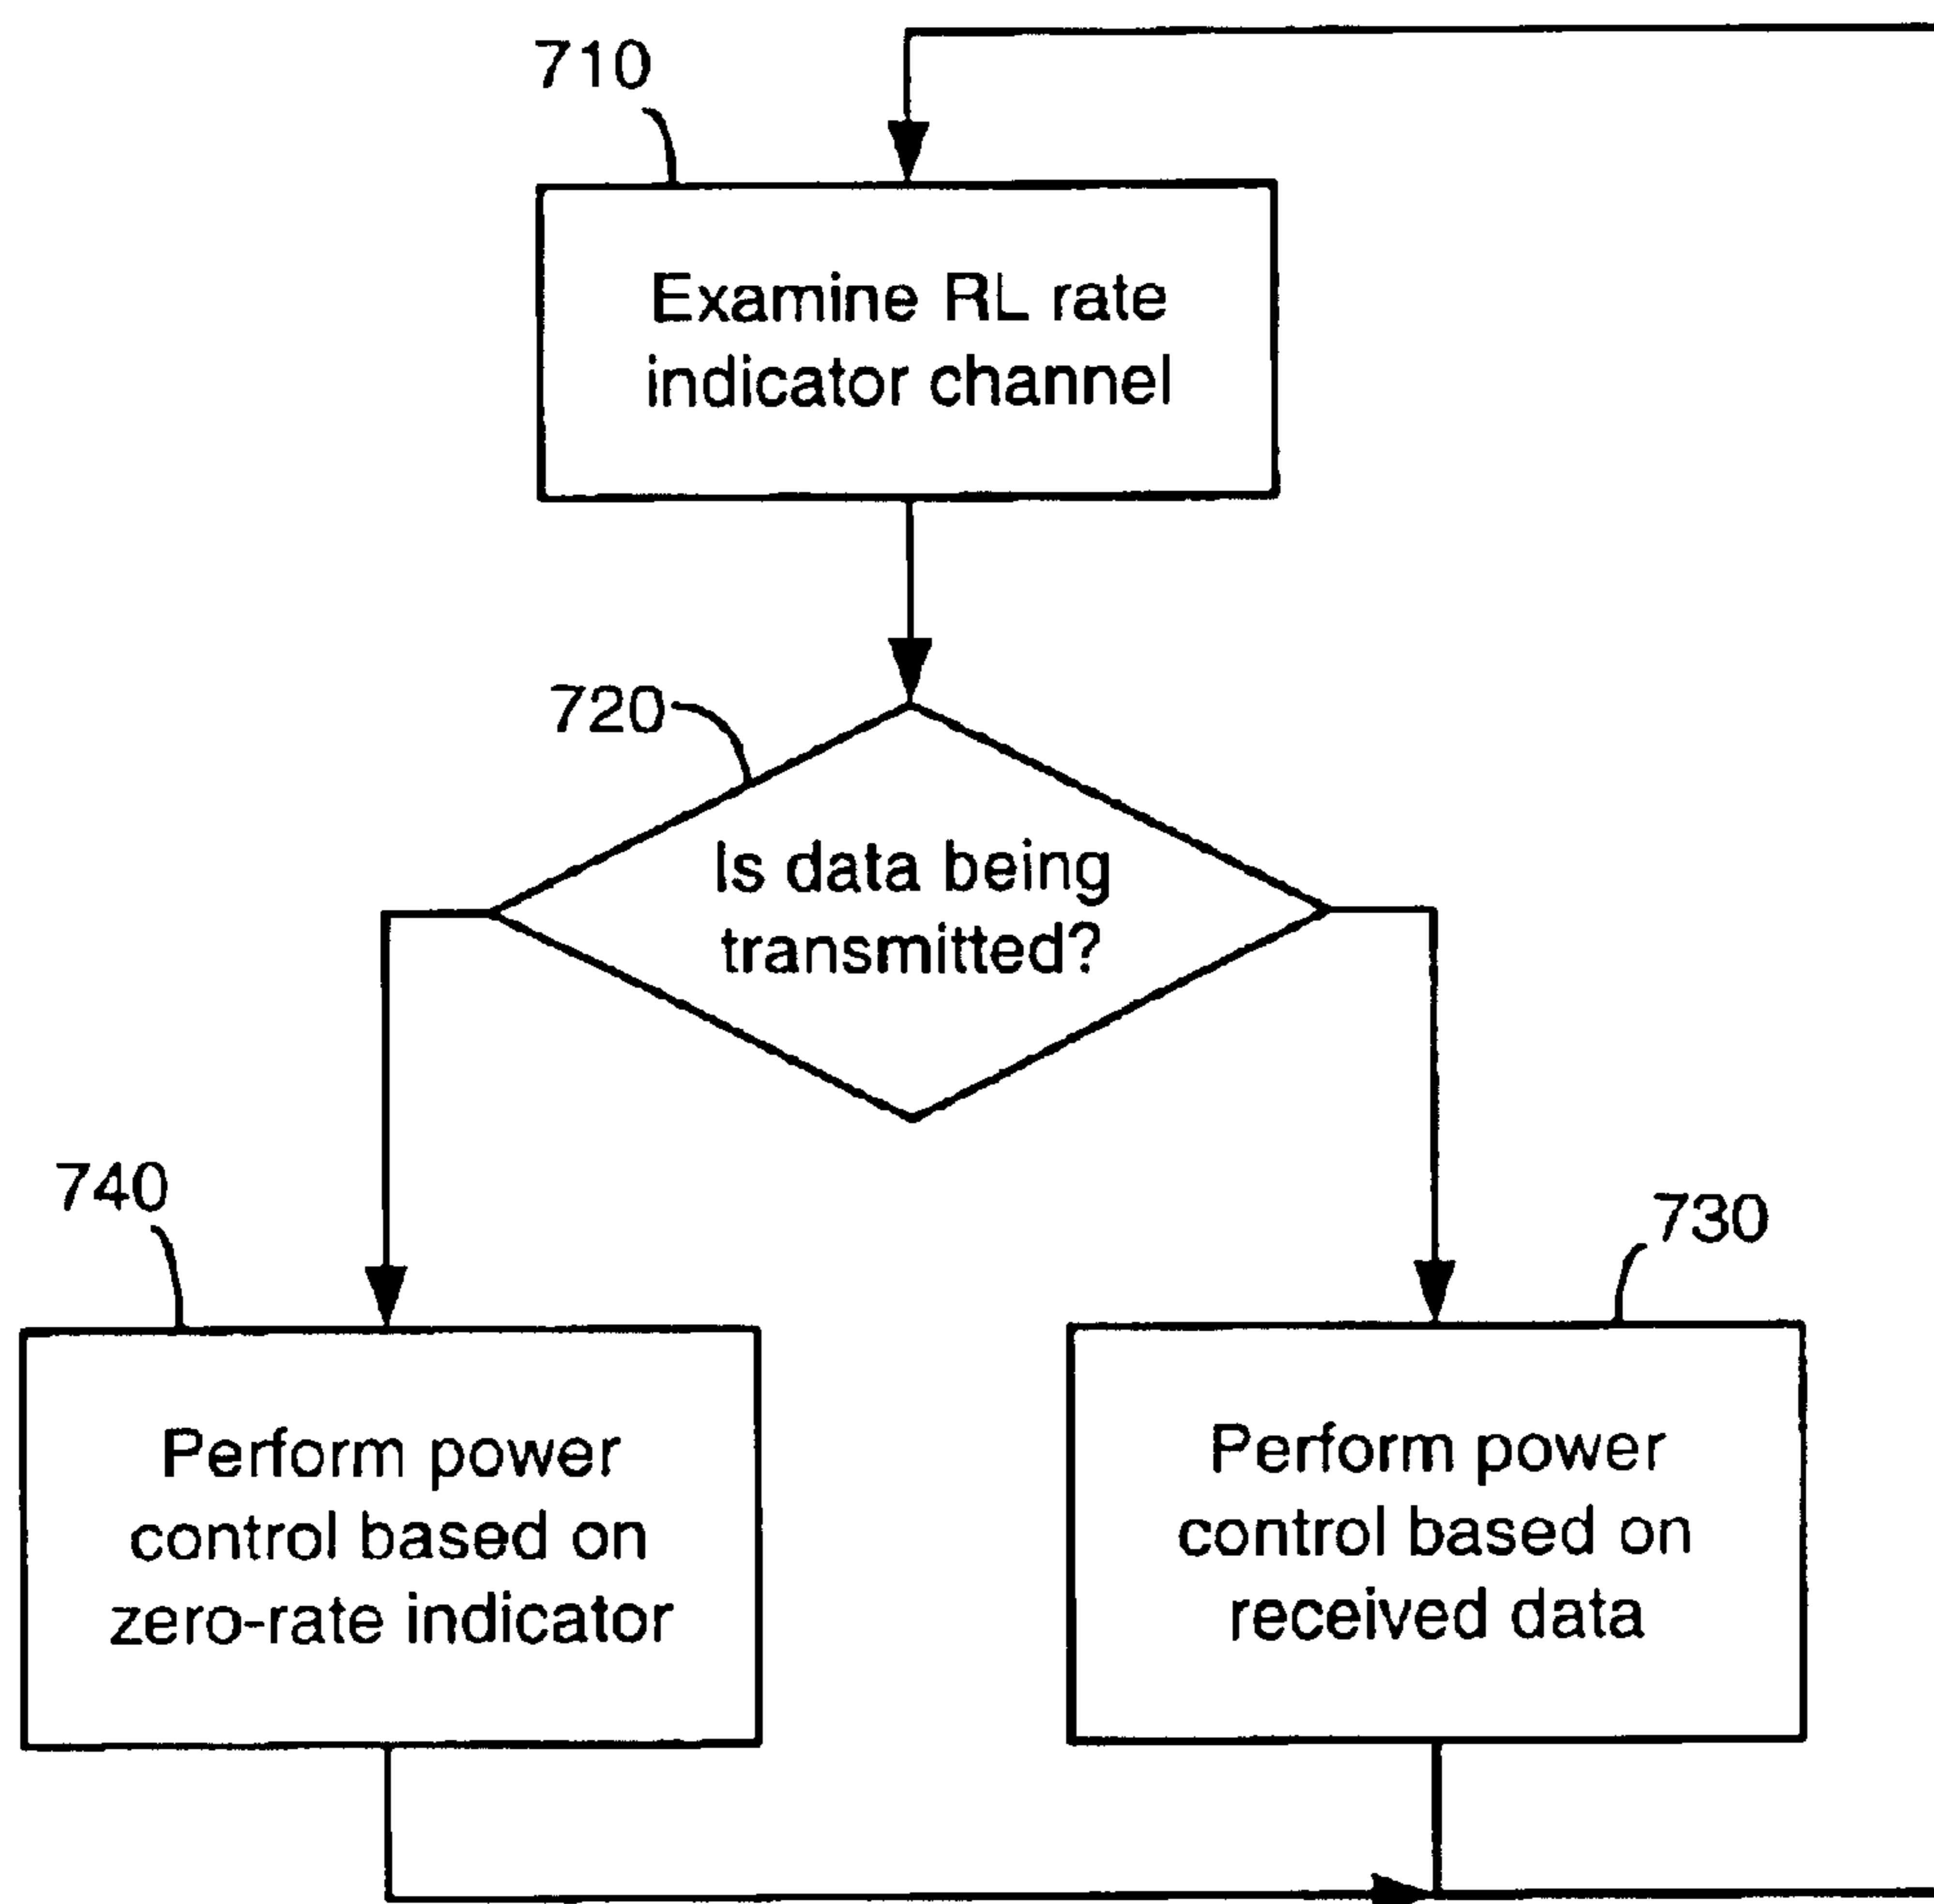 710
Examine RL rate
indicator channel
720
Is data being
transmitted?
740
Perform power
control based on
zero-rate indicator
730
Perform power
control based on
received data